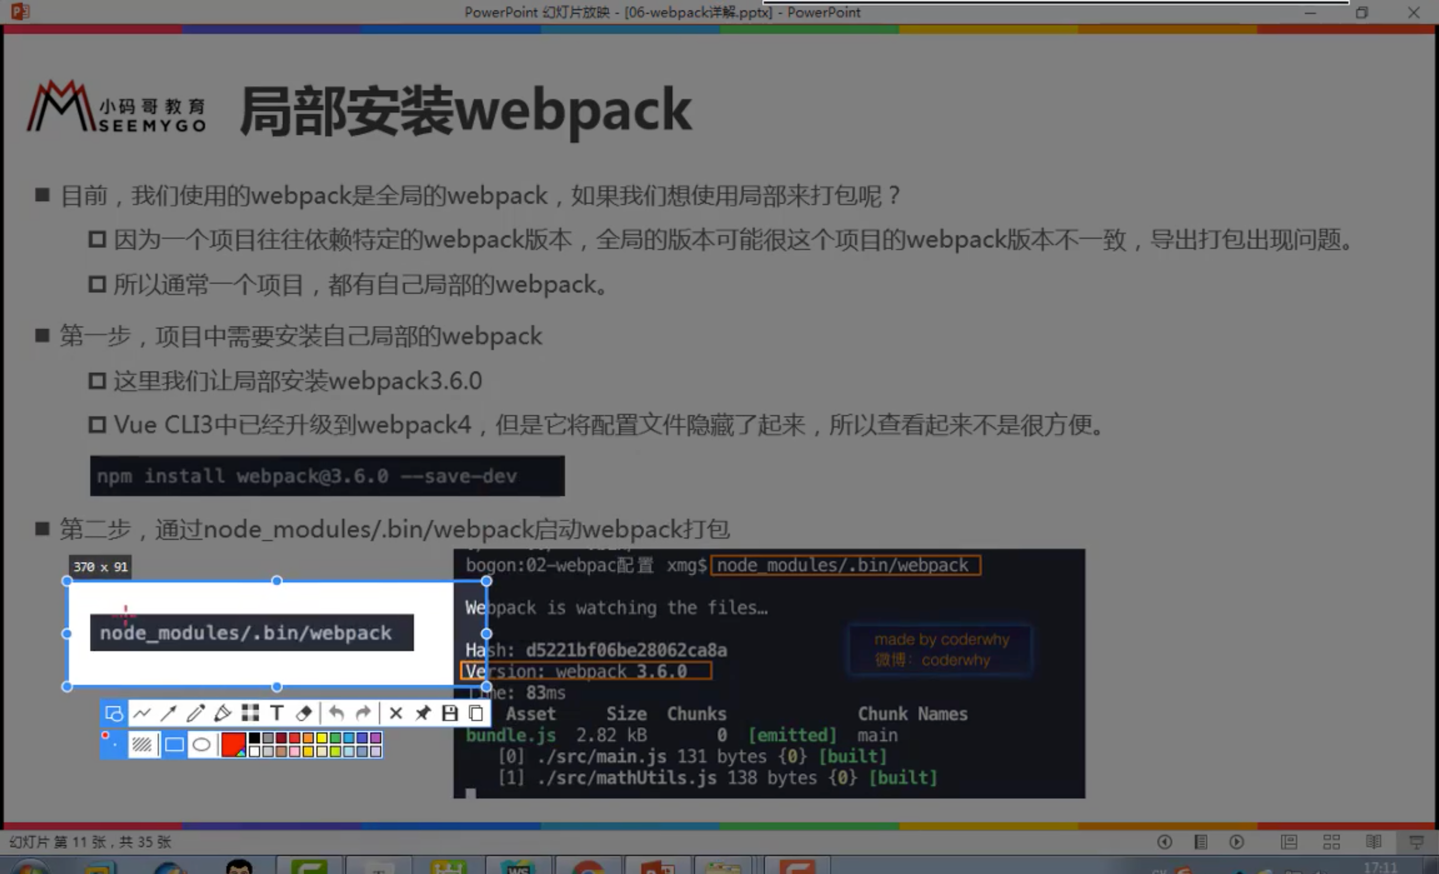 PowerPoint 幻灯片放映 - [06-webpack详解.pptx] - PowerPoint
小码哥教育
SEEMYGO
局部安装webpack
目前，我们使用的webpack是全局的webpack，如果我们想使用局部来打包呢？
因为一个项目往往依赖特定的webpack版本，全局的版本可能很这个项目的webpack版本不一致，导出打包出现问题。
所以通常一个项目，都有自己局部的webpack。
第一步，项目中需要安装自己局部的webpack
这里我们让局部安装webpack3.6.0
Vue CLI3中已经升级到webpack4，但是它将配置文件隐藏了起来，所以查看起来不是很方便。
npm install webpack@3.6.0 --save-dev
第二步，通过node_modules/.bin/webpack启动webpack打包
370 x 91
node_modules/.bin/webpack
bogon:02-webpac配置 xmg$ node_modules/.bin/webpack
Webpack is watching the files…
Hash: d5221bf06be28062ca8a
Version: webpack 3.6.0
Time: 83ms
Asset Size Chunks Chunk Names
bundle.js 2.82 kB 0 [emitted] main
[0] ./src/main.js 131 bytes {0} [built]
[1] ./src/mathUtils.js 138 bytes {0} [built]
made by coderwhy
微博：coderwhy
幻灯片 第 11 张，共 35 张
17:11